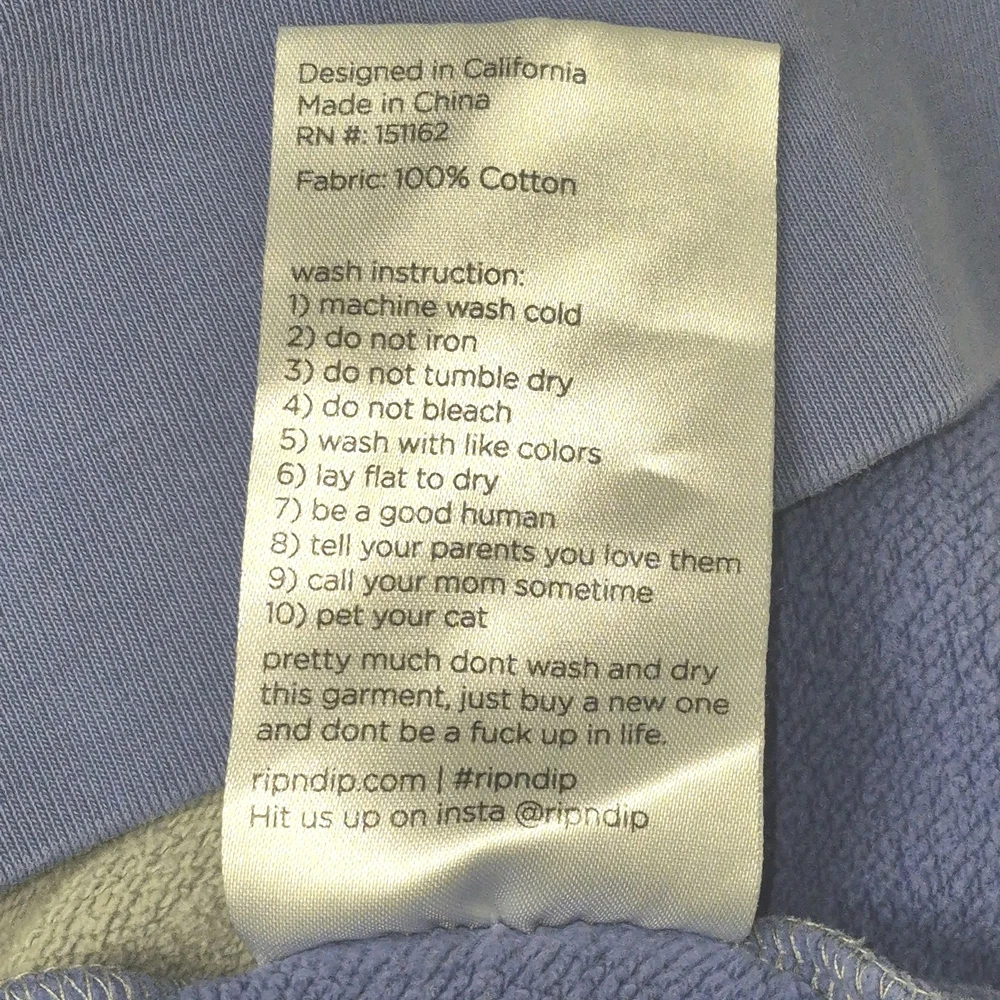 Designed in California
Made in China
RN #: 151162
Fabric: 100% Cotton
wash instruction:
1) machine wash cold
2) do not iron
3) do not tumble dry
4) do not bleach
5) wash with like colors
6) lay flat to dry
7) be a good human
8) tell your parents you love them
9) call your mom sometime
10) pet your cat
pretty much dont wash and dry
this garment, just buy a new one
and dont be a fuck up in life.
ripndip.com | #ripndip
Hit us up on insta @ripndip